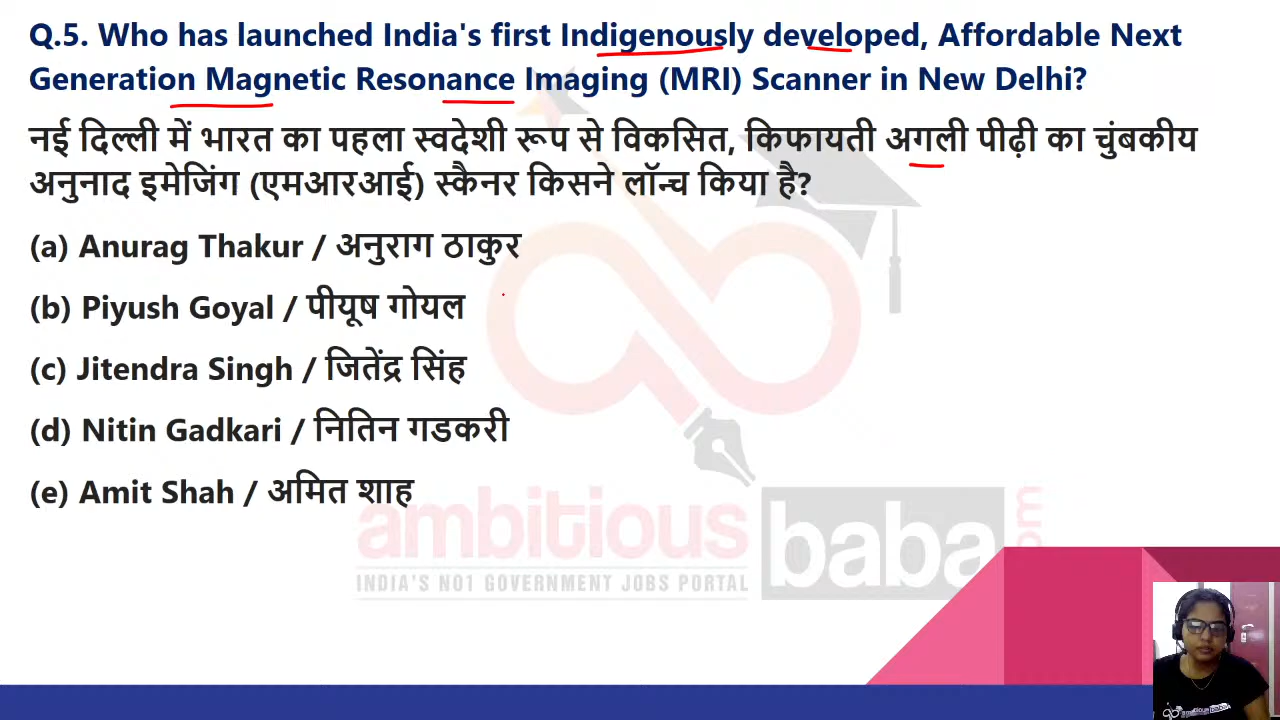 Q.5. Who has launched India's first Indigenously developed, Affordable Next
Generation Magnetic Resonance Imaging (MRI) Scanner in New Delhi?
नई दिल्ली में भारत का पहला स्वदेशी रूप से विकसित, किफायती अगली पीढ़ी का चुंबकीय
अनुनाद इमेजिंग (एमआरआई) स्कैनर किसने लॉन्च किया है?
(a) Anurag Thakur / अनुराग ठाकुर
(b) Piyush Goyal / पीयूष गोयल
(c) Jitendra Singh / जितेंद्र सिंह
(d) Nitin Gadkari / नितिन गडकरी
(e) Amit Shah / अमित शाह
ambitious baba
INDIA'S NO1 GOVERNMENT JOBS PORTAL